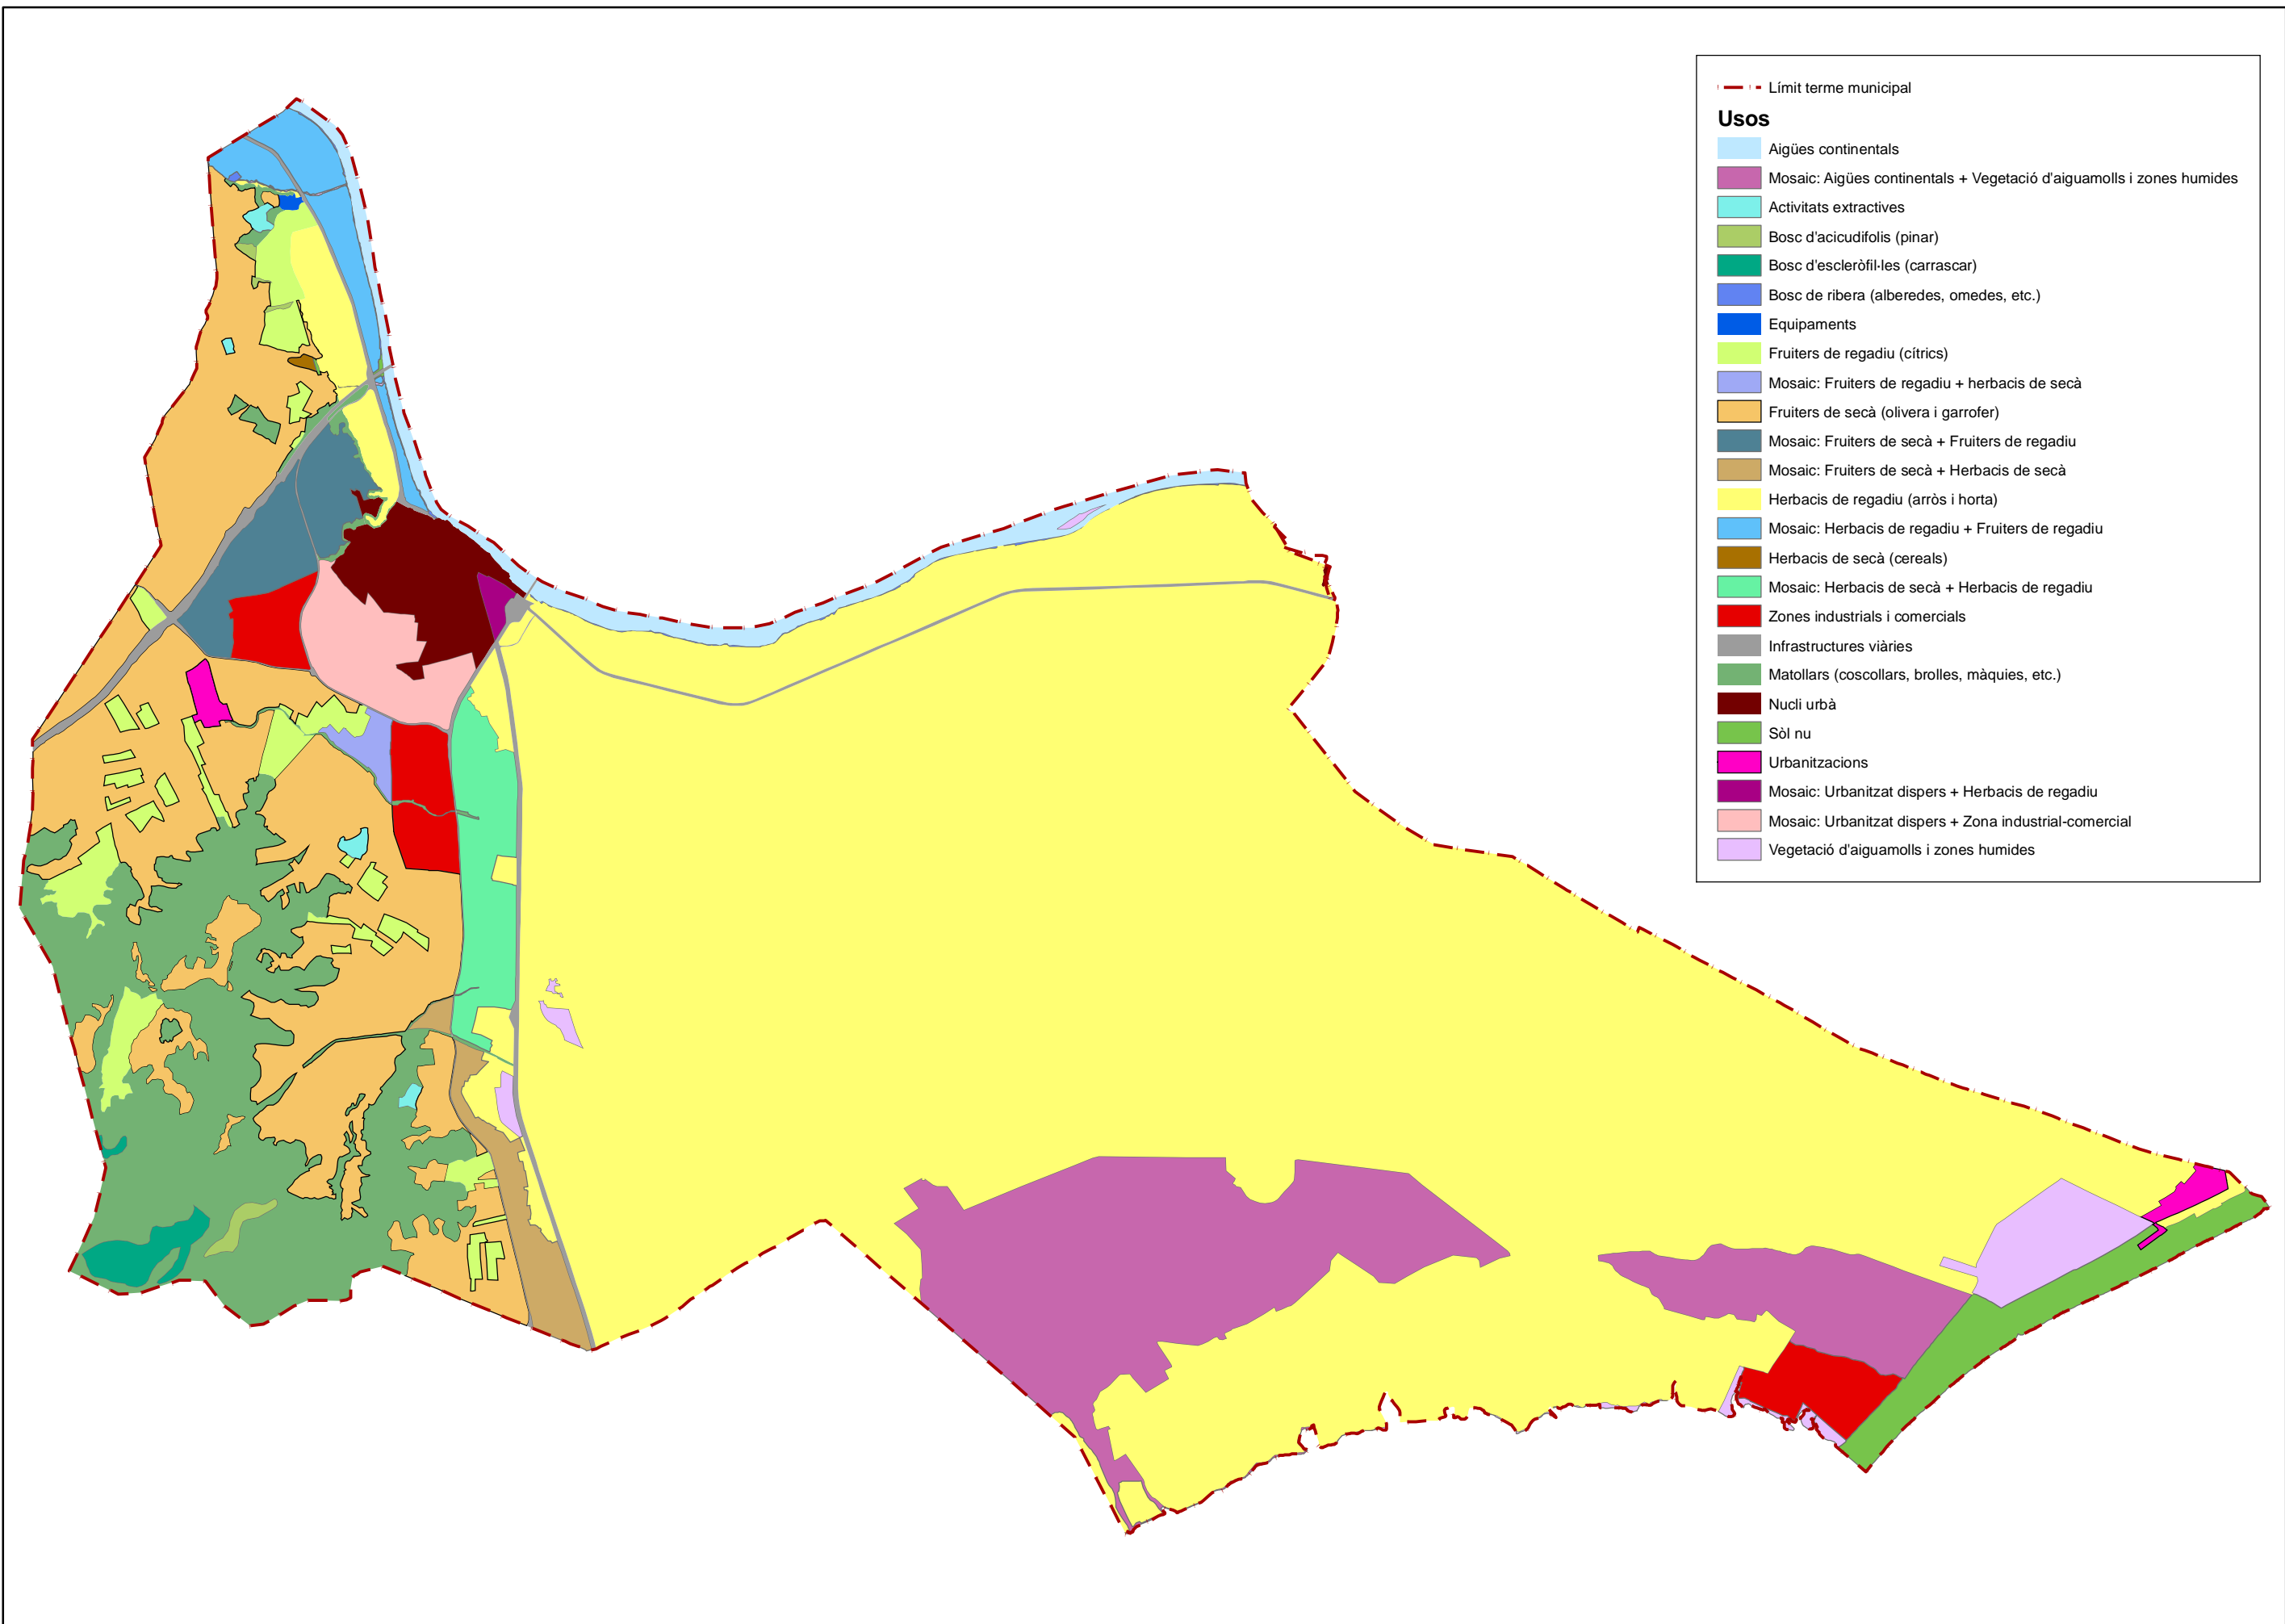 Límit terme municipal
Usos
Aigües continentals
Mosaic: Aigües continentals + Vegetació d'aiguamolls i zones humides
Activitats extractives
Bosc d'acicudifolis (pinar)
Bosc d'escleròfil·les (carrascar)
Bosc de ribera (alberedes, omedes, etc.)
Equipaments
Fruiters de regadiu (cítrics)
Mosaic: Fruiters de regadiu + herbacis de secà
Fruiters de secà (olivera i garrofer)
Mosaic: Fruiters de secà + Fruiters de regadiu
Mosaic: Fruiters de secà + Herbacis de secà
Herbacis de regadiu (arròs i horta)
Mosaic: Herbacis de regadiu + Fruiters de regadiu
Herbacis de secà (cereals)
Mosaic: Herbacis de secà + Herbacis de regadiu
Zones industrials i comercials
Infrastructures viàries
Matollars (coscollars, brolles, màquies, etc.)
Nucli urbà
Sòl nu
Urbanitzacions
Mosaic: Urbanitzat dispers + Herbacis de regadiu
Mosaic: Urbanitzat dispers + Zona industrial-comercial
Vegetació d'aiguamolls i zones humides